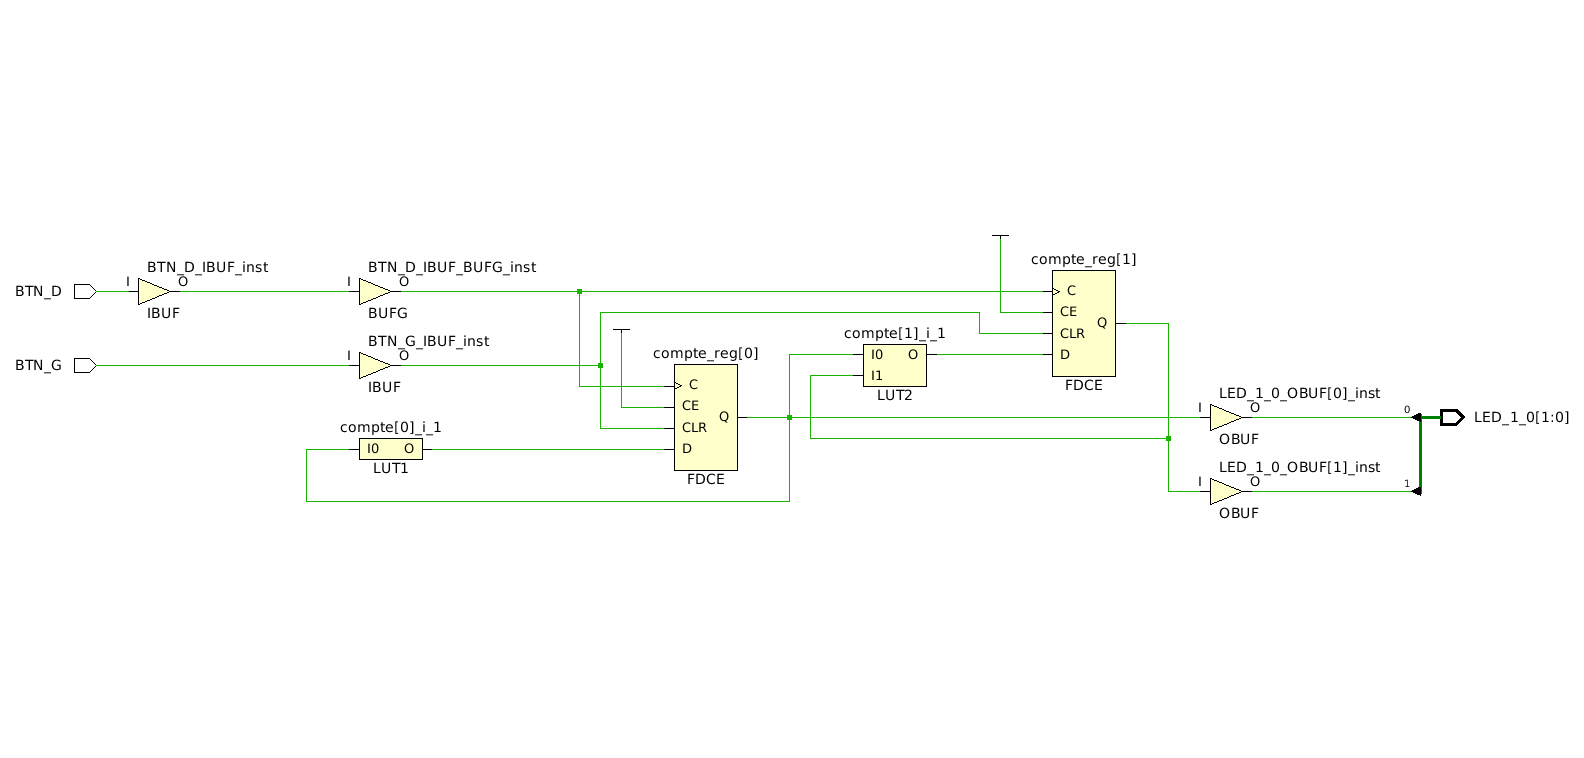 BTN_D
I
BTN_D_IBUF_inst
O
IBUF
I
BTN_D_IBUF_BUFG_inst
O
BUFG
BTN_G
I
BTN_G_IBUF_inst
O
IBUF
compte[0]_i_1
I0 O
LUT1
compte_reg[0]
C
CE
CLR
D
Q
FDCE
compte[1]_i_1
I0 O
I1
LUT2
compte_reg[1]
C
CE
CLR
D
Q
FDCE
LED_1_0_OBUF[0]_inst
I
O
OBUF
0
LED_1_0_OBUF[1]_inst
I
O
OBUF
1
LED_1_0[1:0]